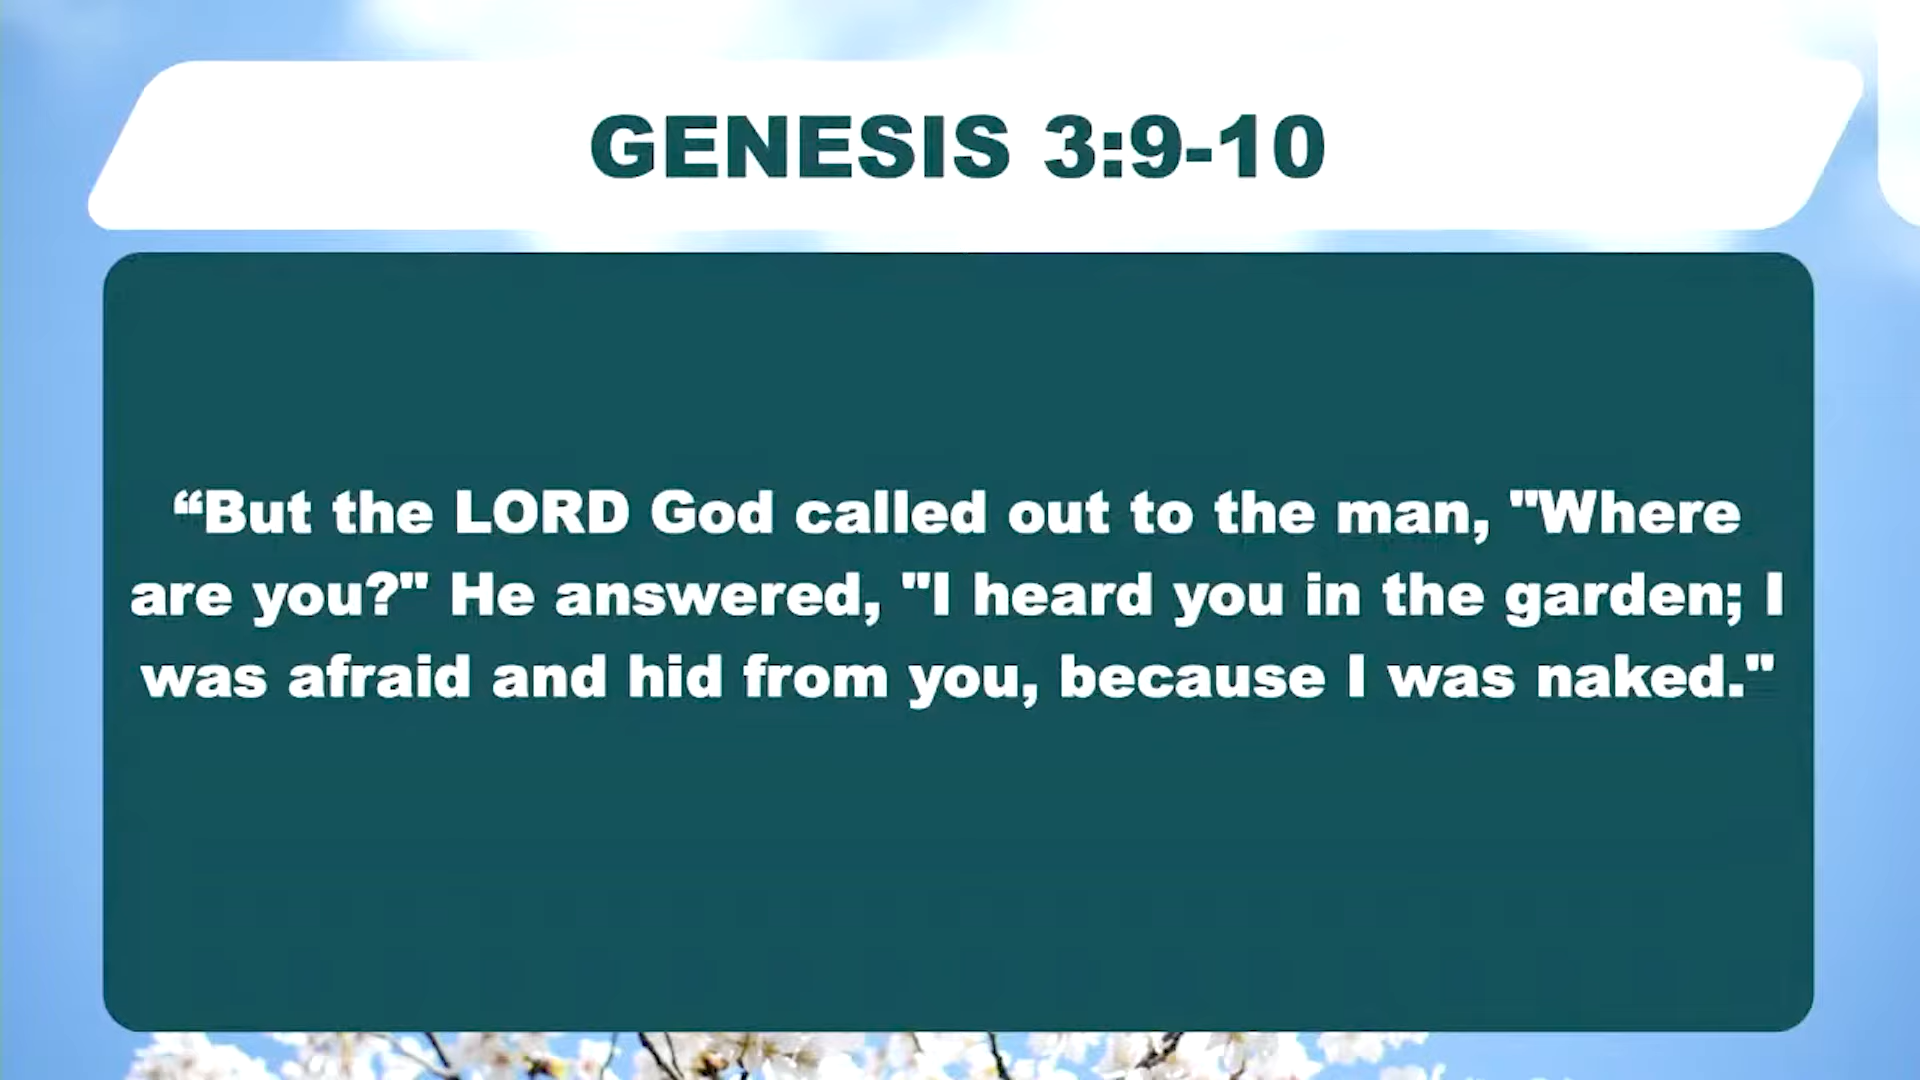 GENESIS 3:9-10
“But the LORD God called out to the man, "Where
are you?" He answered, "I heard you in the garden; I
was afraid and hid from you, because I was naked."